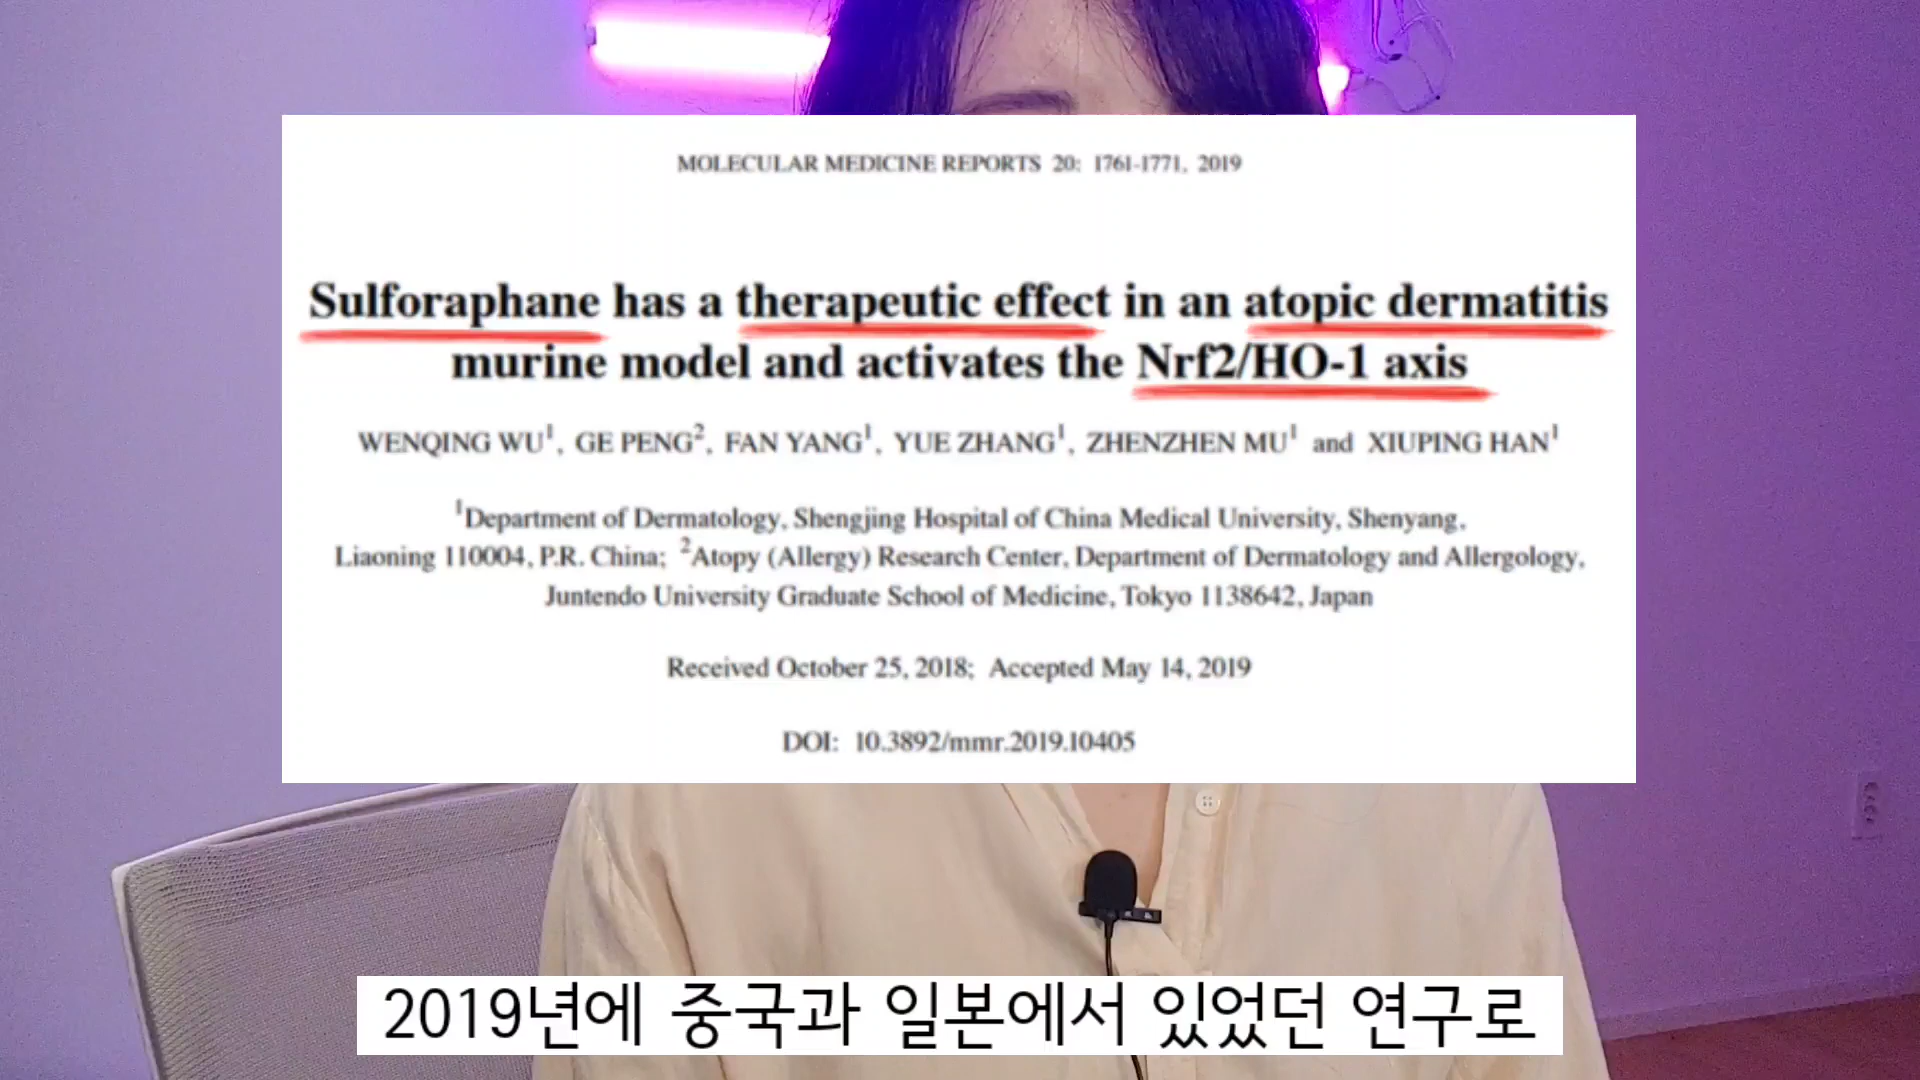 MOLECULAR MEDICINE REPORTS 20: 1761-1771, 2019
Sulforaphane has a therapeutic effect in an atopic dermatitis
murine model and activates the Nrf2/HO-1 axis
WENQING WU¹, GE PENG², FAN YANG¹, YUE ZHANG¹, ZHENZHEN MU¹ and XIUPING HAN¹
¹Department of Dermatology, Shengjing Hospital of China Medical University, Shenyang,
Liaoning 110004, P.R. China; ²Atopy (Allergy) Research Center, Department of Dermatology and Allergology,
Juntendo University Graduate School of Medicine, Tokyo 1138642, Japan
Received October 25, 2018; Accepted May 14, 2019
DOI: 10.3892/mmr.2019.10405
2019년에 중국과 일본에서 있었던 연구로